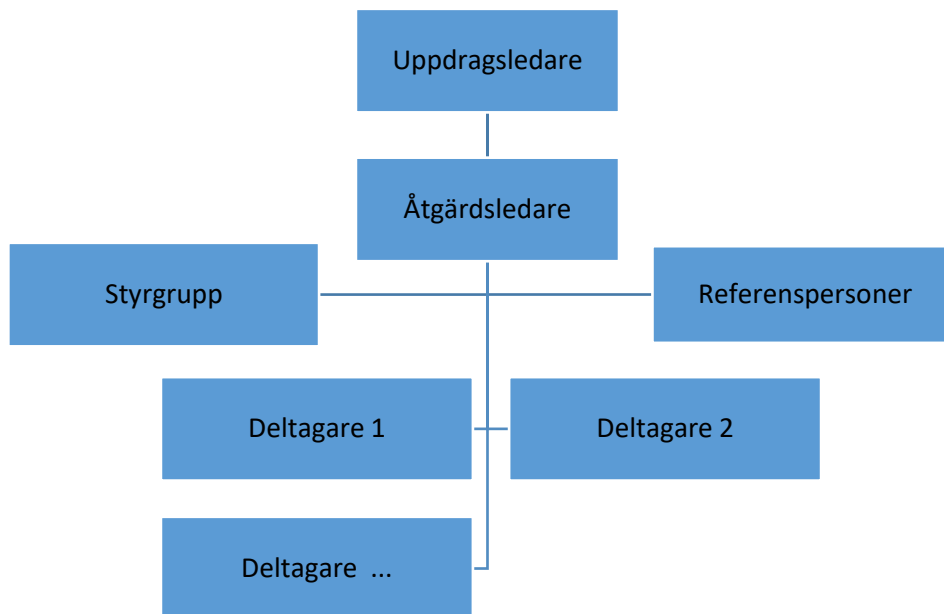 Uppdragsledare
Åtgärdsledare
Styrgrupp
Referenspersoner
Deltagare 1
Deltagare 2
Deltagare ...